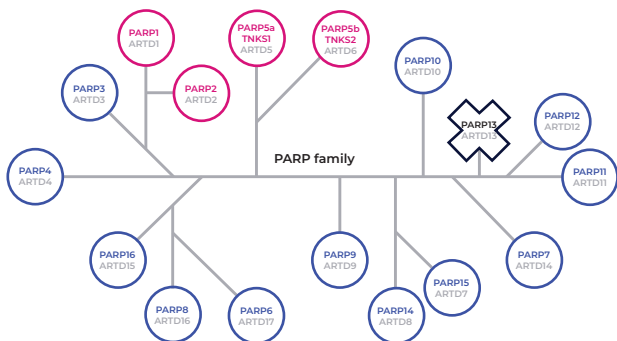 PARP1
ARTD1
PARP5a
TNKS1
ARTD5
PARP5b
TNKS2
ARTD6
PARP10
ARTD10
PARP3
ARTD3
PARP2
ARTD2
PARP13
ARTD13
PARP12
ARTD12
PARP family
PARP4
ARTD4
PARP11
ARTD11
PARP16
ARTD15
PARP9
ARTD9
PARP7
ARTD14
PARP15
ARTD7
PARP8
ARTD16
PARP6
ARTD17
PARP14
ARTD8